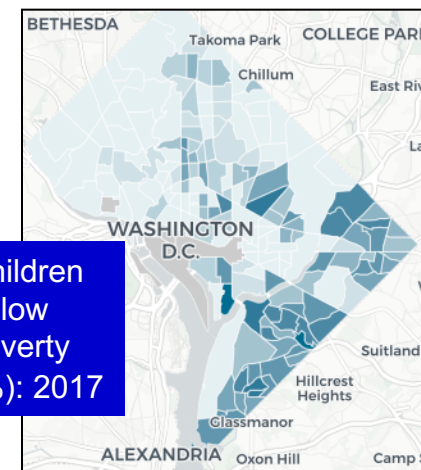 BETHESDA
Takoma Park
COLLEGE PAR
Chillum
East Riv
La
WASHINGTON
D.C.
hildren
low
verty
): 2017
Suitland
Hillcrest
Heights
Glassmanor
ALEXANDRIA
Oxon Hill
Camp S